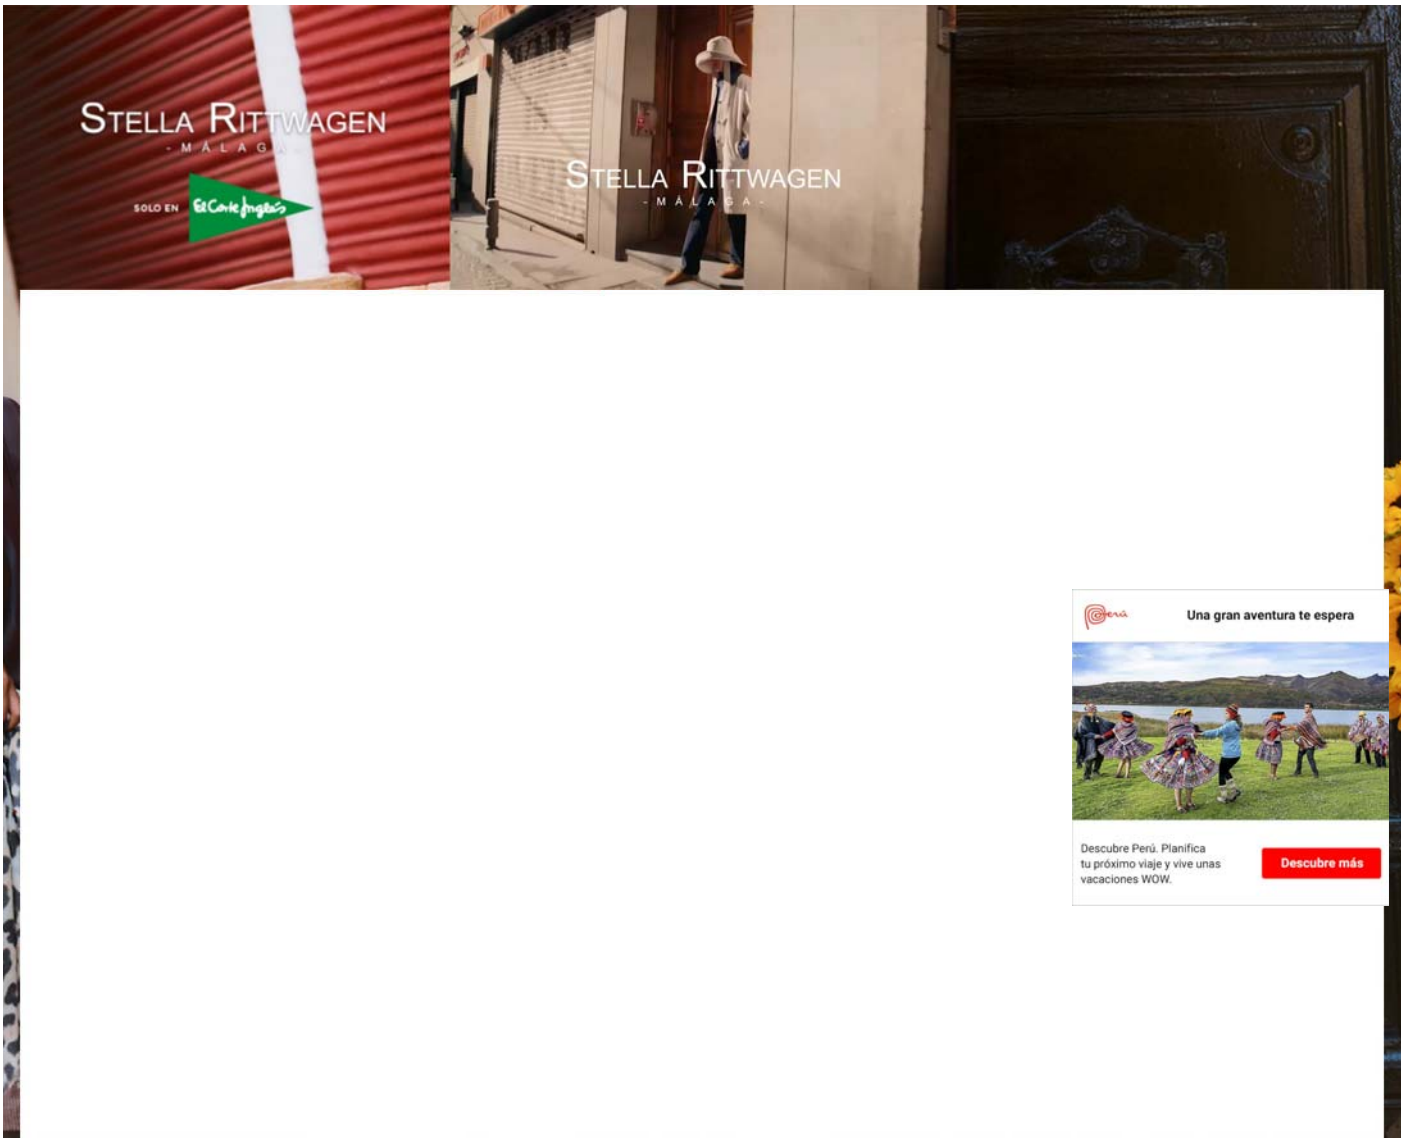 STELLA RITTWAGEN
- MÁLAGA -
SOLO EN El Corte Inglés
STELLA RITTWAGEN
- MÁLAGA -
Perú Una gran aventura te espera
Descubre Perú. Planifica
tu próximo viaje y vive unas
vacaciones WOW.
Descubre más